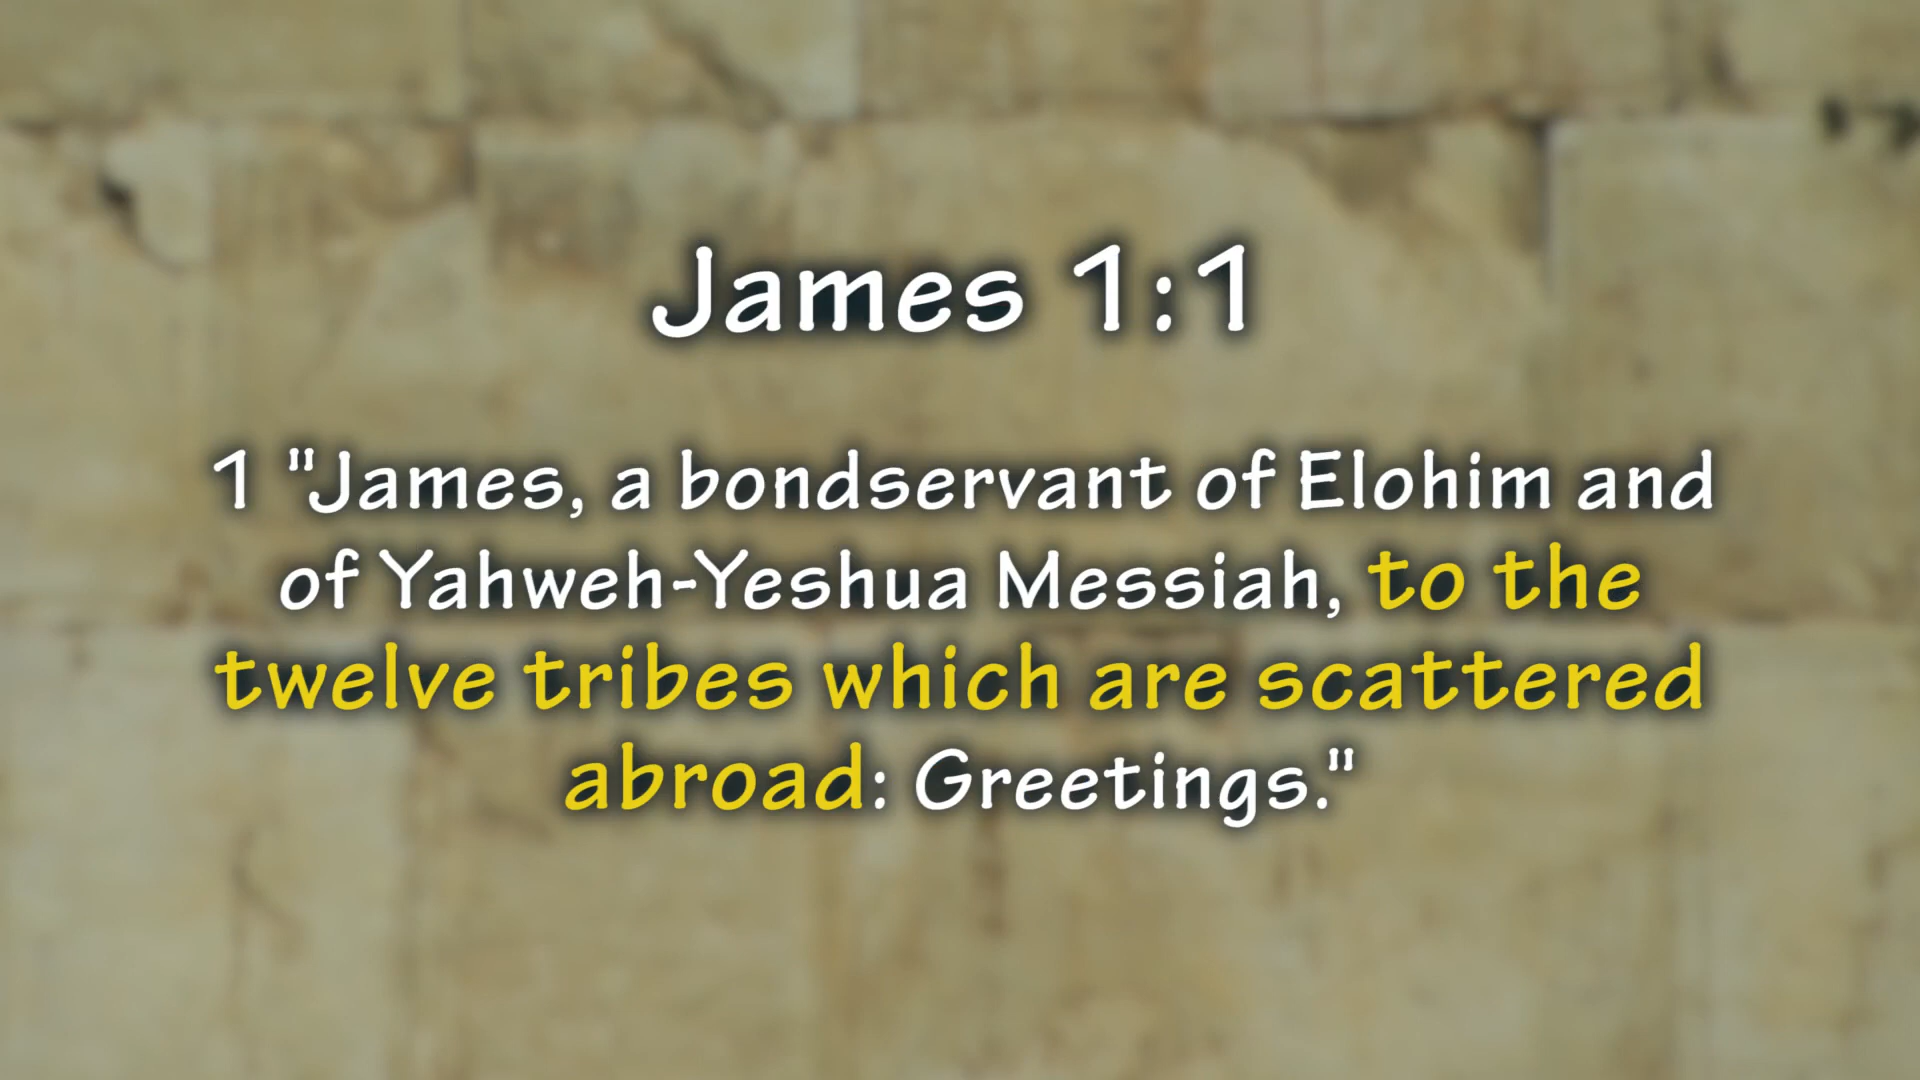 James 1:1
1 "James, a bondservant of Elohim and
of Yahweh-Yeshua Messiah, to the
twelve tribes which are scattered
abroad: Greetings."